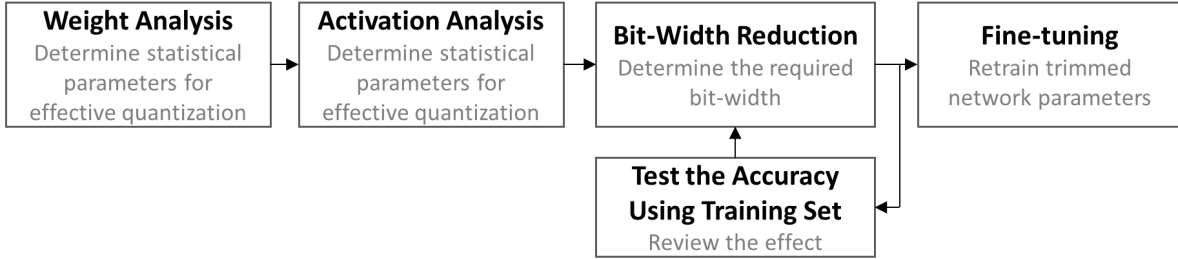 Weight Analysis
Determine statistical
parameters for
effective quantization
Activation Analysis
Determine statistical
parameters for
effective quantization
Bit-Width Reduction
Determine the required
bit-width
Fine-tuning
Retrain trimmed
network parameters
Test the Accuracy
Using Training Set
Review the effect